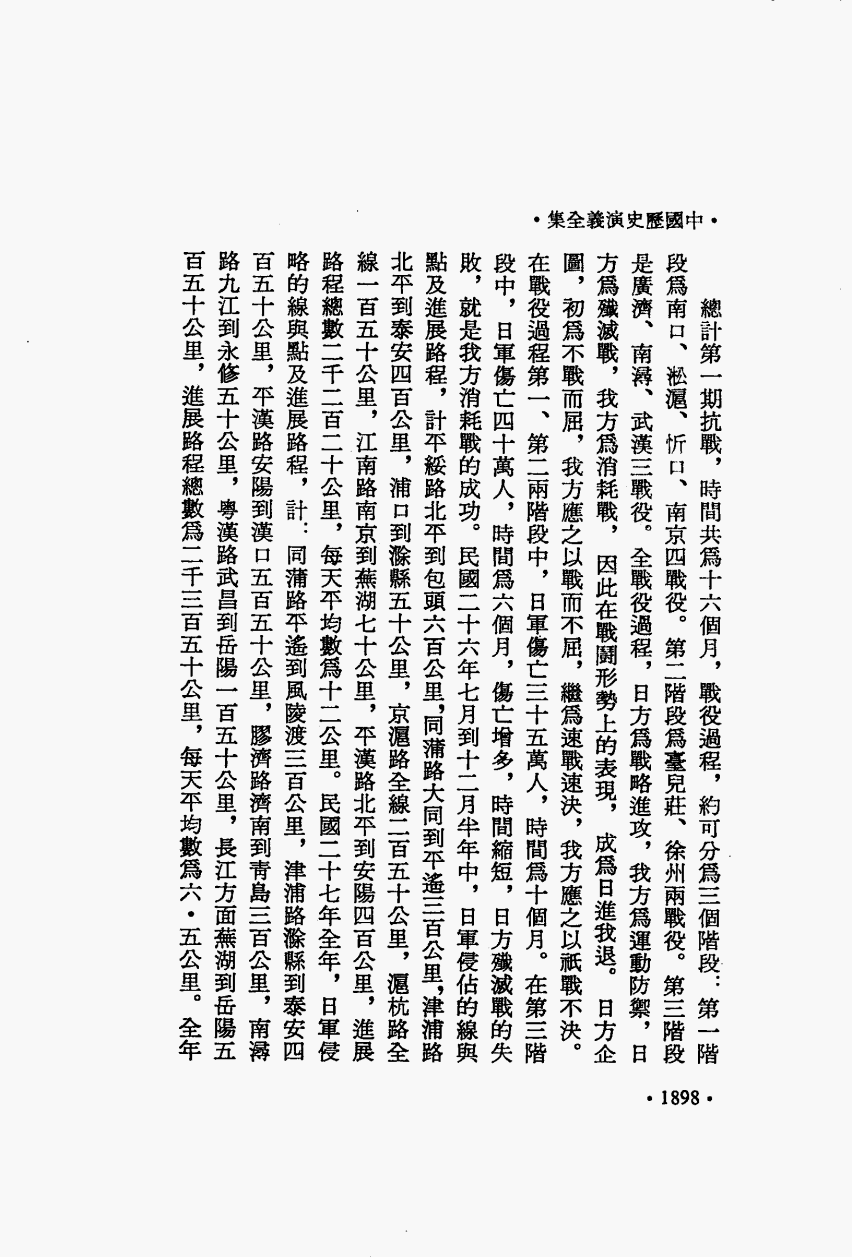 ·中國歷史演義全集·
總計第一期抗戰，時間共爲十六個月，戰役過程，約可分爲三個階段：第一階
段爲南口、淞滬、忻口、南京四戰役。第二階段爲臺兒莊、徐州兩戰役。第三階段
是廣濟、南潯、武漢三戰役。全戰役過程，日方爲戰略進攻，我方爲運動防禦，日
方爲殲滅戰，我方爲消耗戰，因此在戰鬪形勢上的表現，成爲日進我退。日方企
圖，初爲不戰而屈，我方應之以戰而不屈，繼爲速戰速決，我方應之以祇戰不決。
在戰役過程第一、第二兩階段中，日軍傷亡三十五萬人，時間爲十個月。在第三階
段中，日軍傷亡四十萬人，時間爲六個月，傷亡增多，時間縮短，日方殲滅戰的失
敗，就是我方消耗戰的成功。民國二十六年七月到十二月半年中，日軍侵佔的線與
點及進展路程，計平綏路北平到包頭六百公里，同蒲路大同到平遙三百公里，津浦路
北平到泰安四百公里，浦口到滁縣五十公里，京滬路全線二百五十公里，滬杭路全
線一百五十公里，江南路南京到蕪湖七十公里，平漢路北平到安陽四百公里，進展
路程總數二千二百二十公里，每天平均數爲十二公里。民國二十七年全年，日軍侵
略的線與點及進展路程，計：同蒲路平遙到風陵渡三百公里，津浦路滁縣到泰安四
百五十公里，平漢路安陽到漢口五百五十公里，膠濟路濟南到靑島三百公里，南潯
路九江到永修五十公里，粵漢路武昌到岳陽一百五十公里，長江方面蕪湖到岳陽五
百五十公里，進展路程總數爲二千三百五十公里，每天平均數爲六·五公里。全年
·1898·